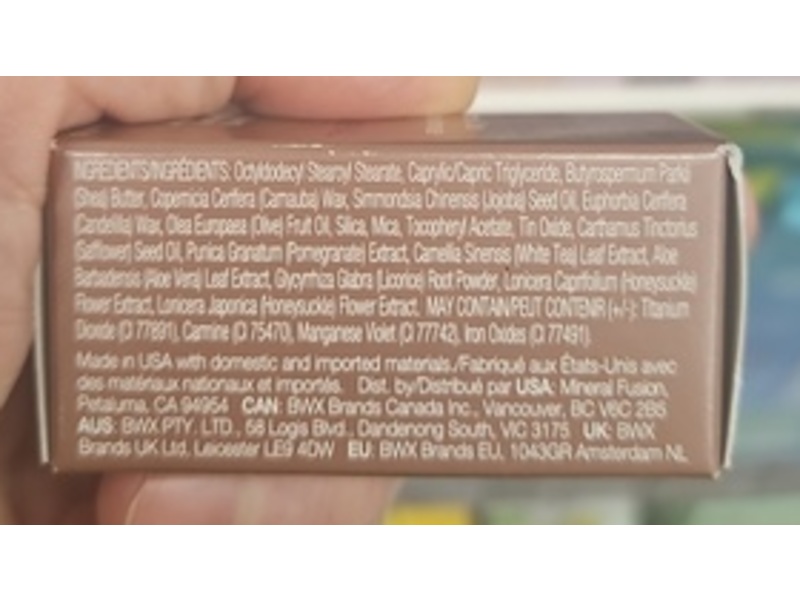 INGREDIENTS/INGRÉDIENTS: Octyldodecyl Stearoyl Stearate, Caprylic/Capric Triglyceride, Butyrospermum Parkii
(Shea) Butter, Copernicia Cerifera (Carnauba) Wax, Simmondsia Chinensis (Jojoba) Seed Oil, Euphorbia Cerifera
(Candelilla) Wax, Olea Europaea (Olive) Fruit Oil, Silica, Mica, Tocopheryl Acetate, Tin Oxide, Carthamus Tinctorius
(Safflower) Seed Oil, Punica Granatum (Pomegranate) Extract, Camellia Sinensis (White Tea) Leaf Extract, Aloe
Barbadensis (Aloe Vera) Leaf Extract, Glycyrrhiza Glabra (Licorice) Root Powder, Lonicera Caprifolium (Honeysuckle)
Flower Extract, Lonicera Japonica (Honeysuckle) Flower Extract. MAY CONTAIN/PEUT CONTENIR (+/-): Titanium
Dioxide (CI 77891), Carmine (CI 75470), Manganese Violet (CI 77742), Iron Oxides (CI 77491).
Made in USA with domestic and imported materials./Fabriqué aux États-Unis avec
des matériaux nationaux et importés. Dist. by/Distribué par USA: Mineral Fusion,
Petaluma, CA 94954 CAN: BWX Brands Canada Inc., Vancouver, BC V6C 2B5
AUS: BWX PTY. LTD., 58 Logis Blvd., Dandenong South, VIC 3175 UK: BWX
Brands UK Ltd, Leicester LE9 4DW EU: BWX Brands EU, 1043GR Amsterdam NL